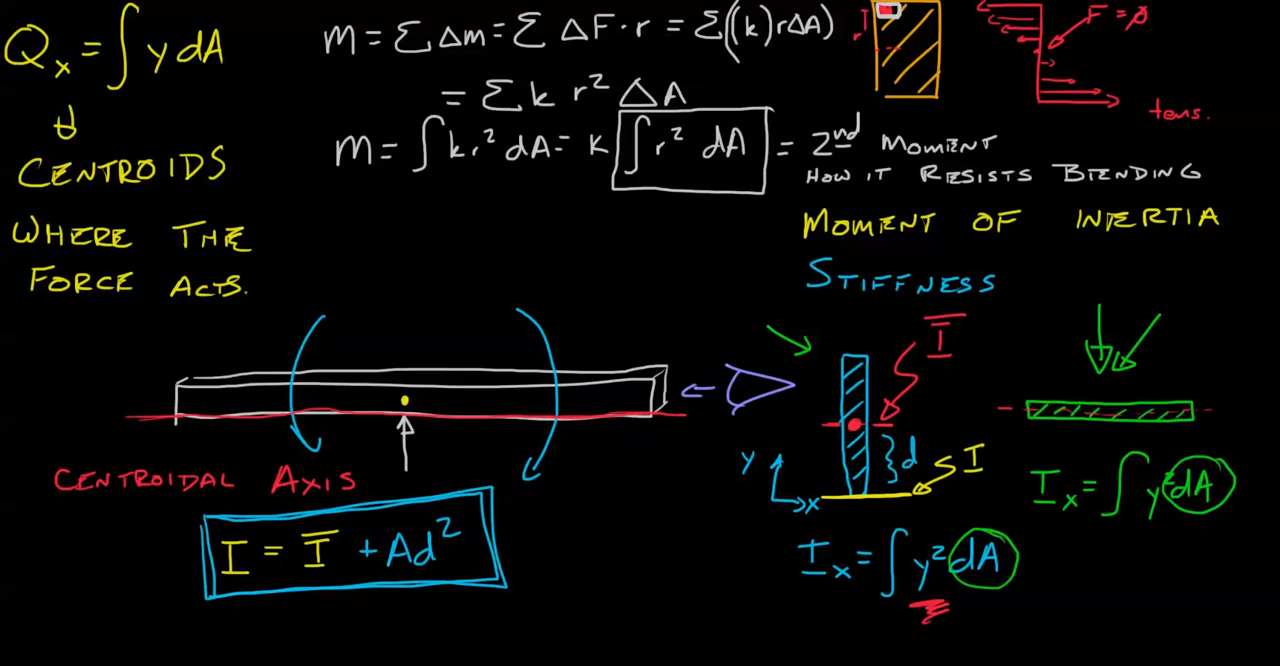 Qx = ∫ y dA
CENTROIDS
WHERE THE
FORCE ACTS.
m = Σ Δm = Σ ΔF · r = Σ((k) r ΔA)
= Σ k r² ΔA
m = ∫ k r² dA = k ∫ r² dA = 2nd MOMENT
HOW IT RESISTS BENDING
MOMENT OF INERTIA
STIFFNESS
r
F = ∅
tens.
CENTROIDAL AXIS
I = Ī + Ad²
Ī
d
I
y
x
Ix = ∫ y² dA
Ix = ∫ y² dA